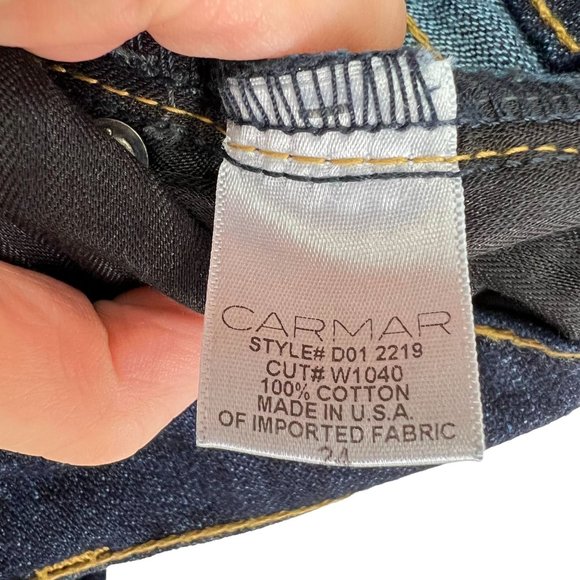 CARMAR
STYLE# D01 2219
CUT# W1040
100% COTTON
MADE IN U.S.A.
OF IMPORTED FABRIC